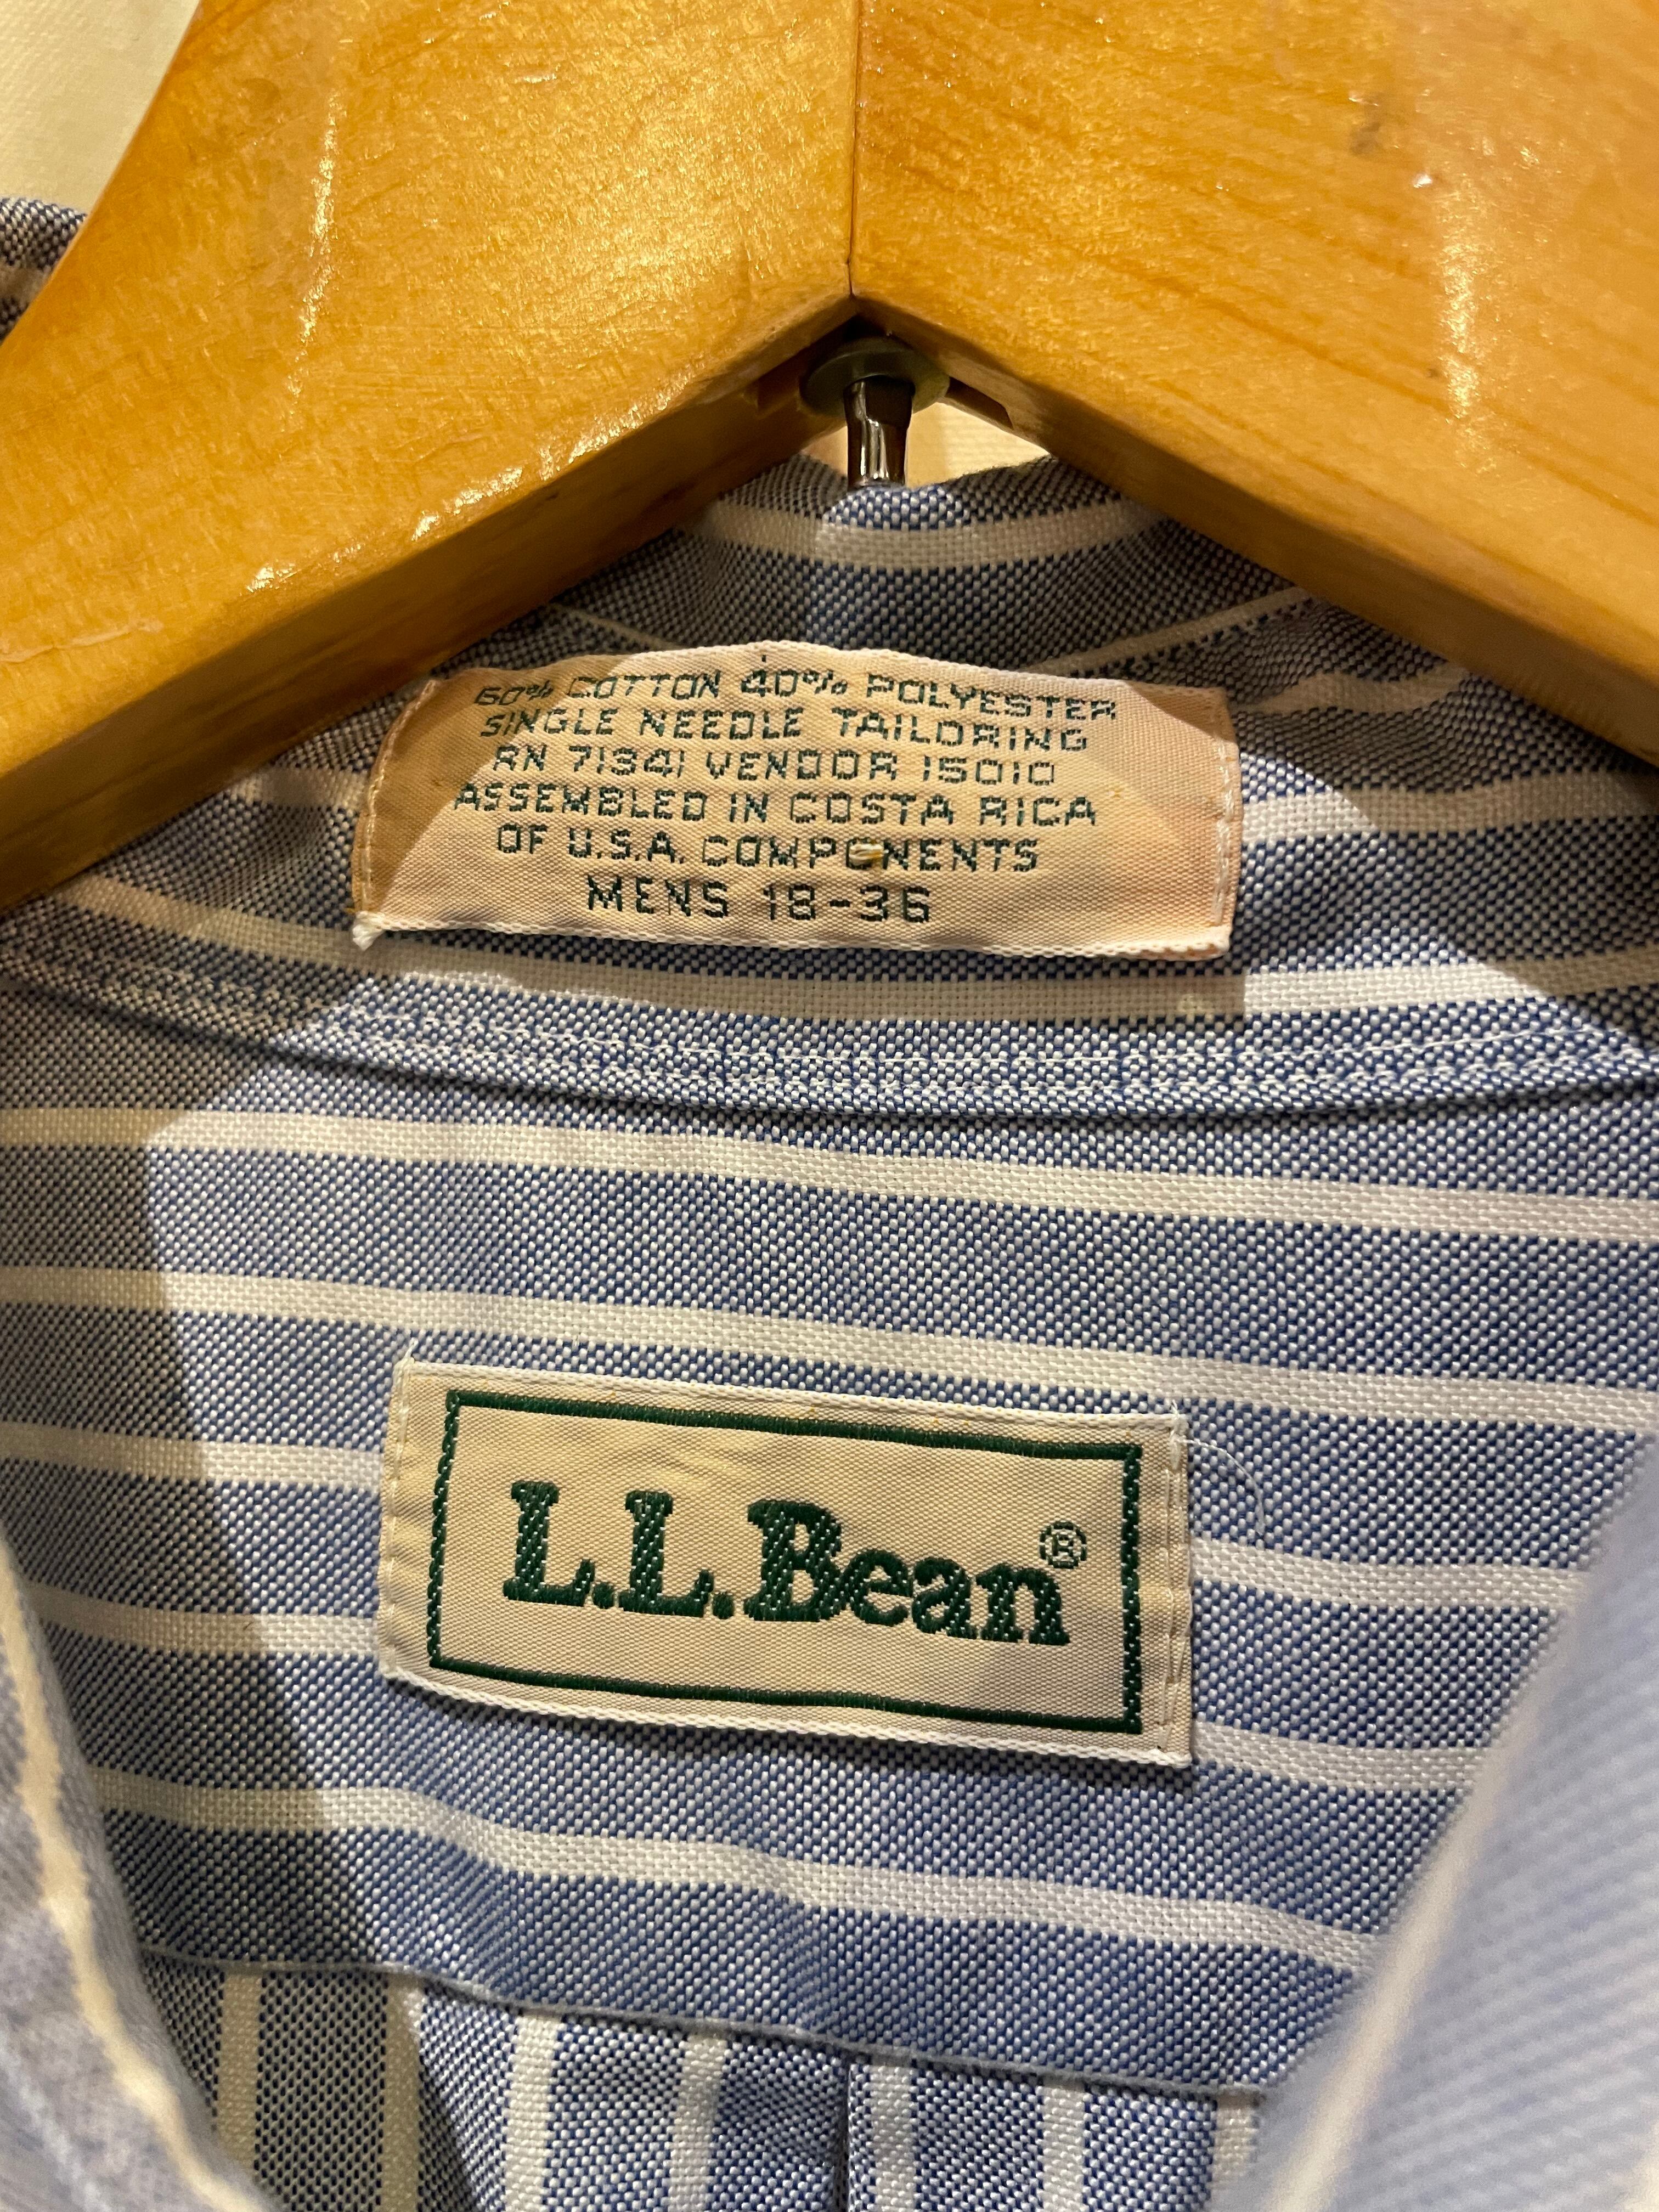 60% COTTON 40% POLYESTER
SINGLE NEEDLE TAILORING
RN 71341 VENDOR 15010
ASSEMBLED IN COSTA RICA
OF U.S.A. COMPONENTS
MENS 18-36
L.L.Bean®